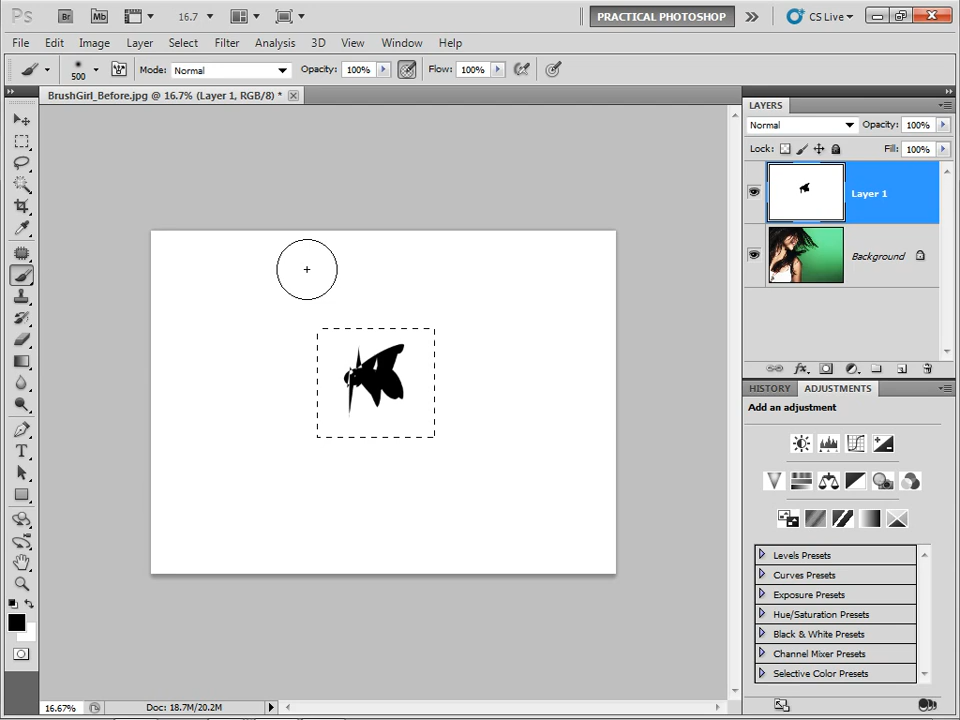 Ps Br Mb 16.7 PRACTICAL PHOTOSHOP CS Live
File Edit Image Layer Select Filter Analysis 3D View Window Help
500 Mode: Normal Opacity: 100% Flow: 100%
BrushGirl_Before.jpg @ 16.7% (Layer 1, RGB/8) *
LAYERS
Normal Opacity: 100%
Lock: Fill: 100%
Layer 1
Background
HISTORY ADJUSTMENTS
Add an adjustment
Levels Presets
Curves Presets
Exposure Presets
Hue/Saturation Presets
Black & White Presets
Channel Mixer Presets
Selective Color Presets
16.67% Doc: 18.7M/20.2M